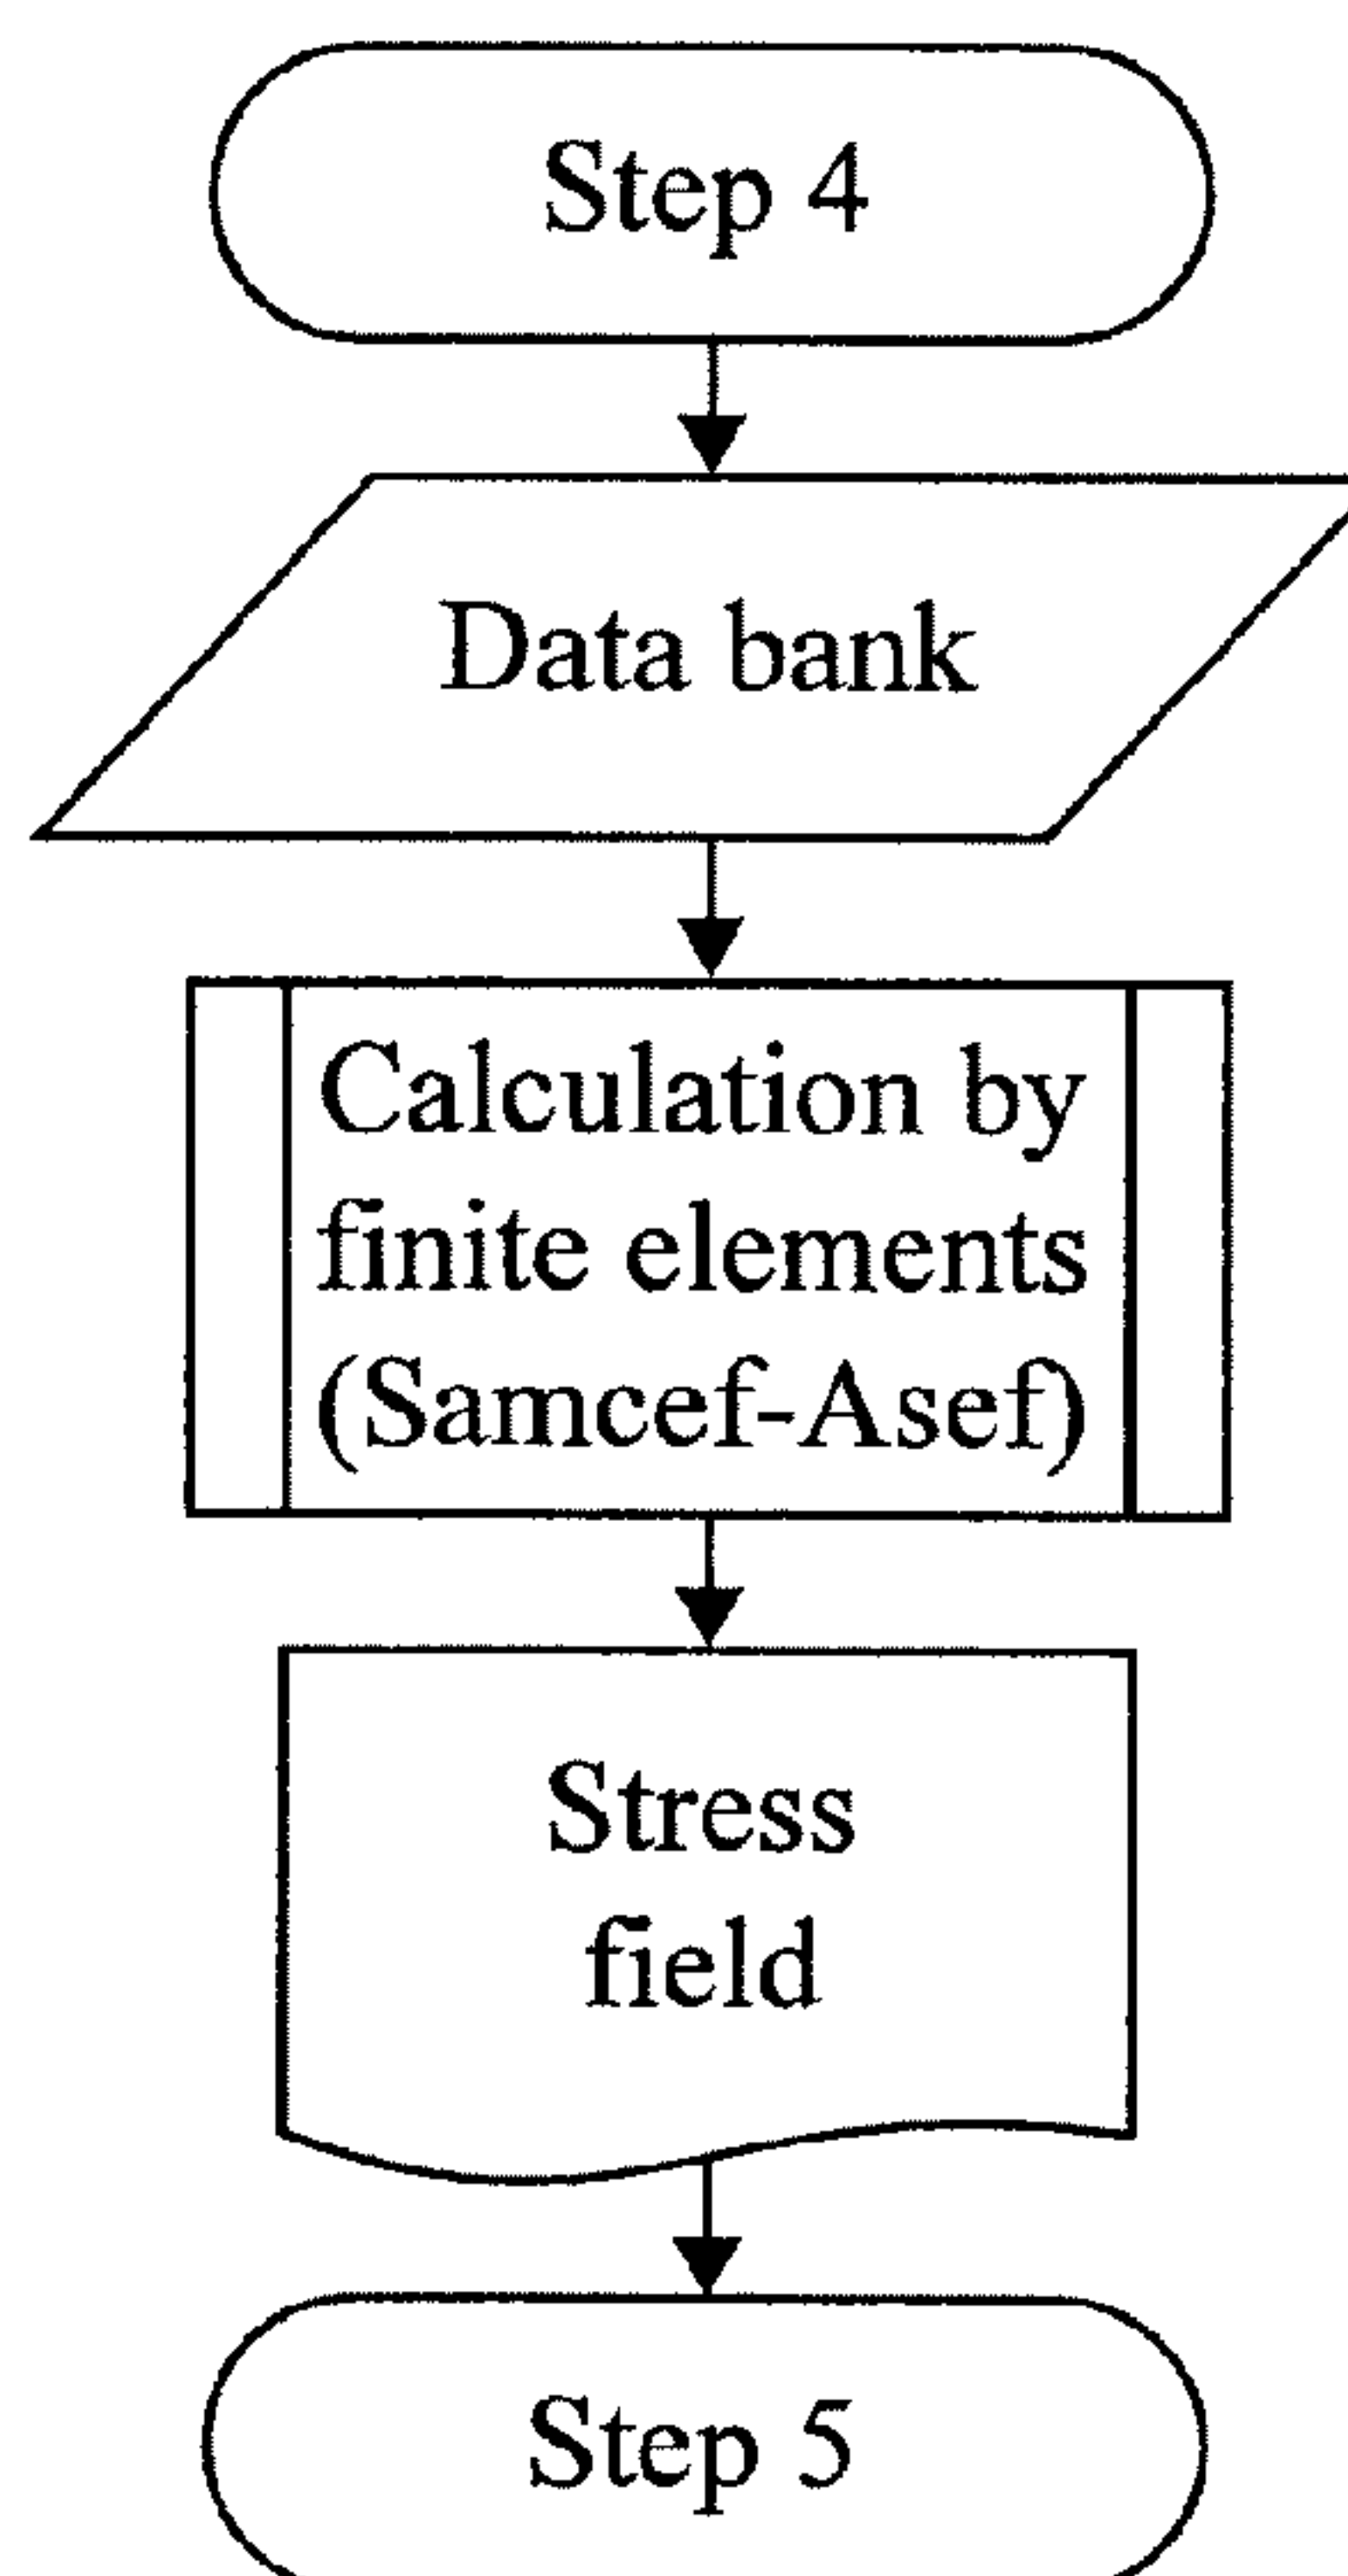 Step 4
Data bank
Calculation by
finite elements
(Samcef-Asef)
Stress
field
Step 5